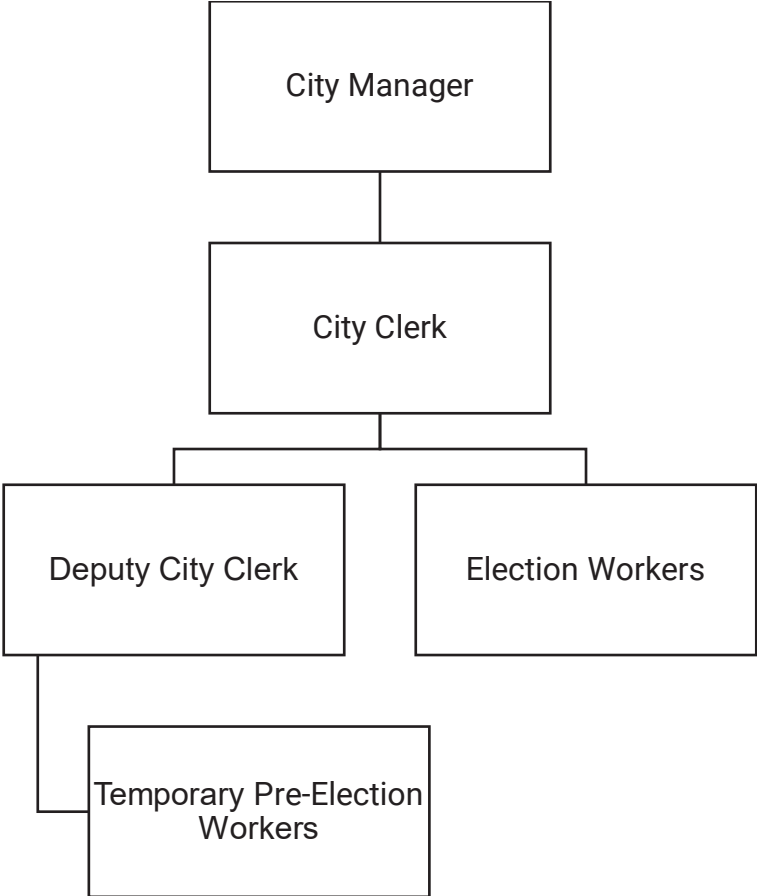 City Manager
City Clerk
Deputy City Clerk
Election Workers
Temporary Pre-Election
Workers